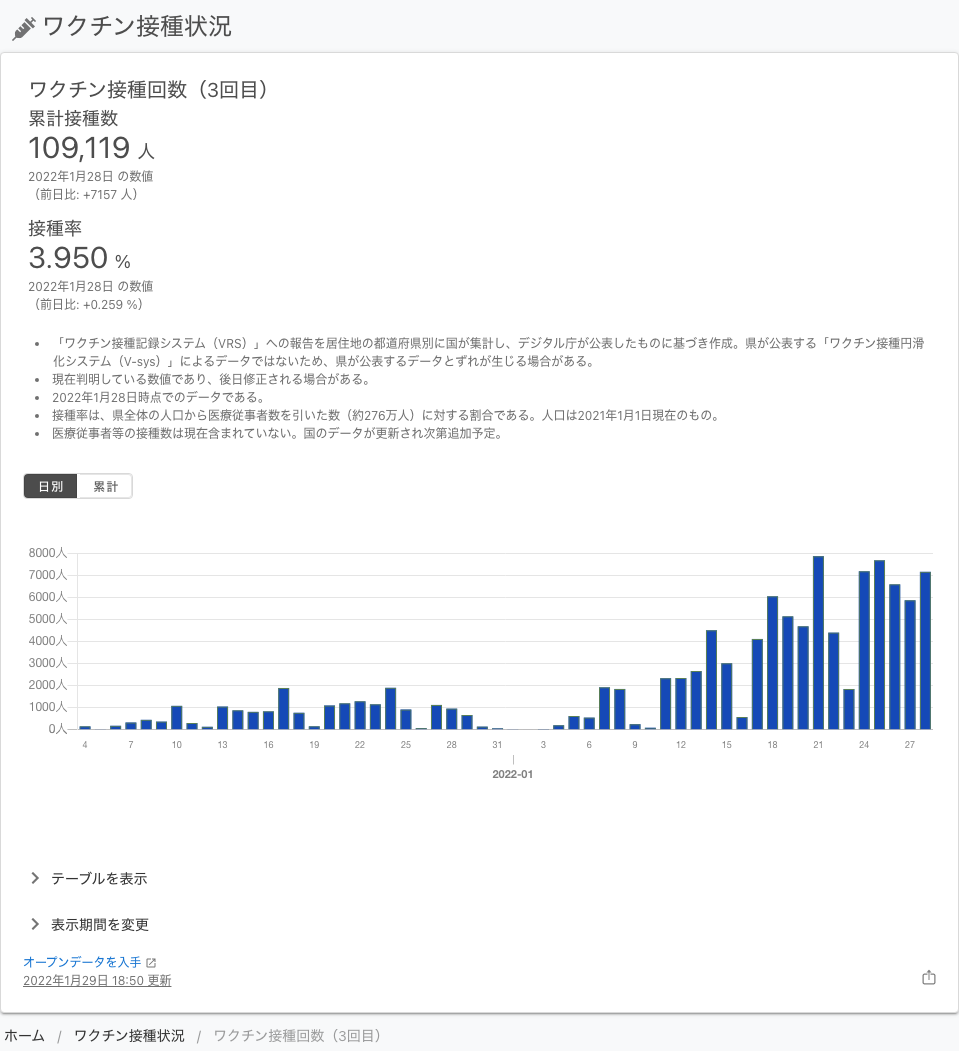 ワクチン接種状況
ワクチン接種回数（3回目）
累計接種数
109,119 人
2022年1月28日 の数値
（前日比: +7157 人）
接種率
3.950 %
2022年1月28日 の数値
（前日比: +0.259 %）
• 「ワクチン接種記録システム（VRS）」への報告を居住地の都道府県別に国が集計し、デジタル庁が公表したものに基づき作成。県が公表する「ワクチン接種円滑
化システム（V-sys）」によるデータではないため、県が公表するデータとずれが生じる場合がある。
• 現在判明している数値であり、後日修正される場合がある。
• 2022年1月28日時点でのデータである。
• 接種率は、県全体の人口から医療従事者数を引いた数（約276万人）に対する割合である。人口は2021年1月1日現在のもの。
• 医療従事者等の接種数は現在含まれていない。国のデータが更新され次第追加予定。
日別 累計
8000人
7000人
6000人
5000人
4000人
3000人
2000人
1000人
0人
4 7 10 13 16 19 22 25 28 31 3 6 9 12 15 18 21 24 27
2022-01
テーブルを表示
表示期間を変更
オープンデータを入手
2022年1月29日 18:50 更新
ホーム / ワクチン接種状況 / ワクチン接種回数（3回目）